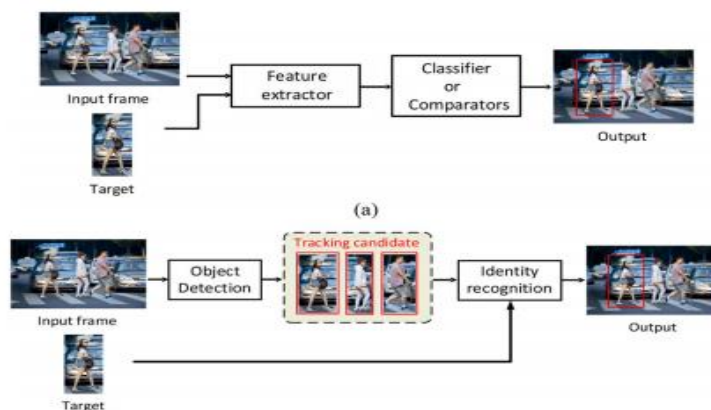 Input frame
Target
Feature
extractor
Classifier
or
Comparators
Output
(a)
Tracking candidate
Input frame
Object
Detection
Identity
recognition
Output
Target